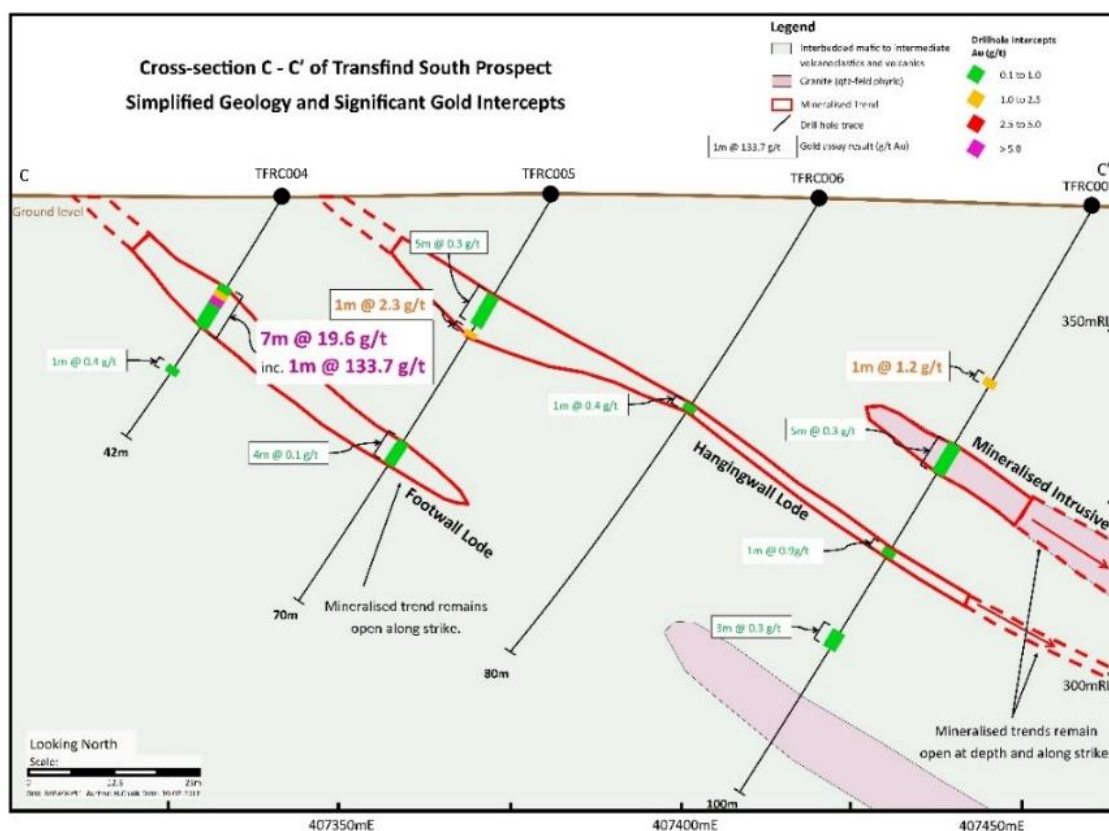 Cross-section C - C' of Transfind South Prospect
Simplified Geology and Significant Gold Intercepts
Legend
Interbedded mafic to intermediate
volcanoclastics and volcanics
Granite (qtz-feld phyric)
Mineralised Trend
Drill hole trace
1m @ 133.7 g/t
Gold assay result (g/t Au)
Drillhole Intercepts
Au (g/t)
0.1 to 1.0
1.0 to 2.5
2.5 to 5.0
> 5.0
C
TFRC004
TFRC005
TFRC006
C'
TFRC00
Ground level
5m @ 0.3 g/t
1m @ 2.3 g/t
7m @ 19.6 g/t
inc. 1m @ 133.7 g/t
1m @ 0.4 g/t
350mRL
1m @ 1.2 g/t
1m @ 0.4 g/t
5m @ 0.3 g/t
42m
4m @ 0.1 g/t
Footwall Lode
Hangingwall Lode
Mineralised Intrusive
1m @ 0.9g/t
70m
Mineralised trend remains
open along strike.
3m @ 0.3 g/t
80m
300mRL
Mineralised trends remain
open at depth and along strike
Looking North
Scale:
0 12.5 25m
100m
407350mE
407400mE
407450mE